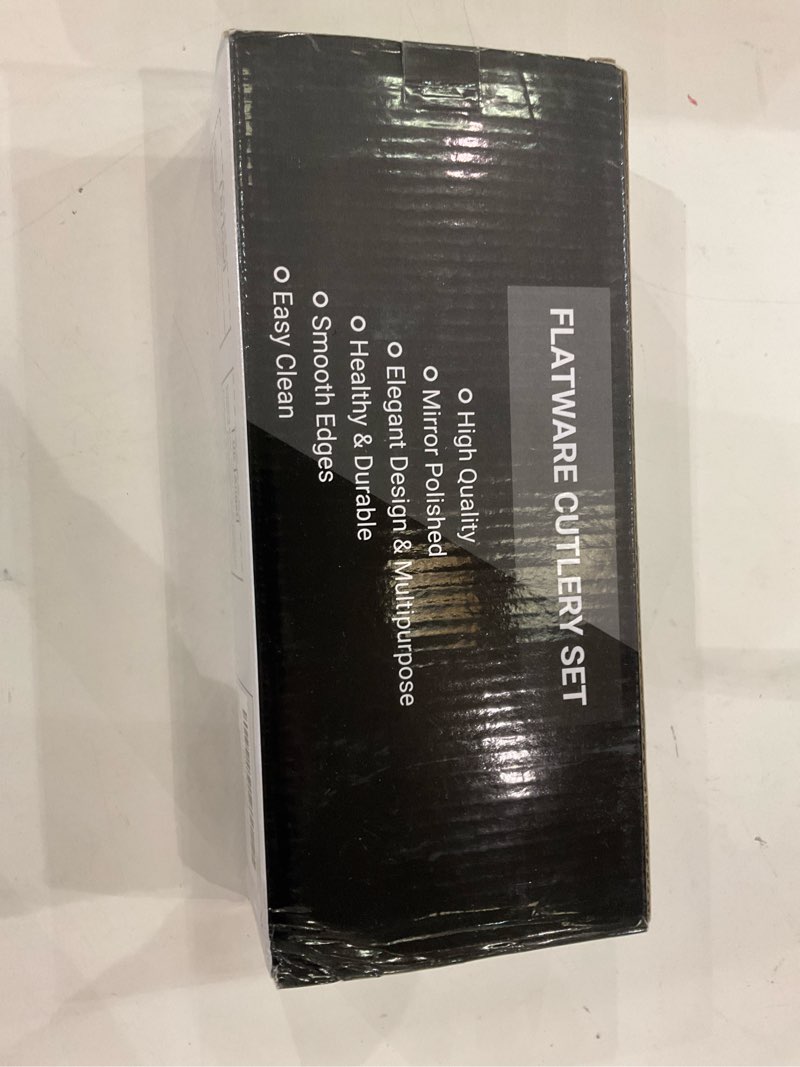 FLATWARE CUTLERY SET
High Quality
Mirror Polished
Elegant Design & Multipurpose
Healthy & Durable
Smooth Edges
Easy Clean